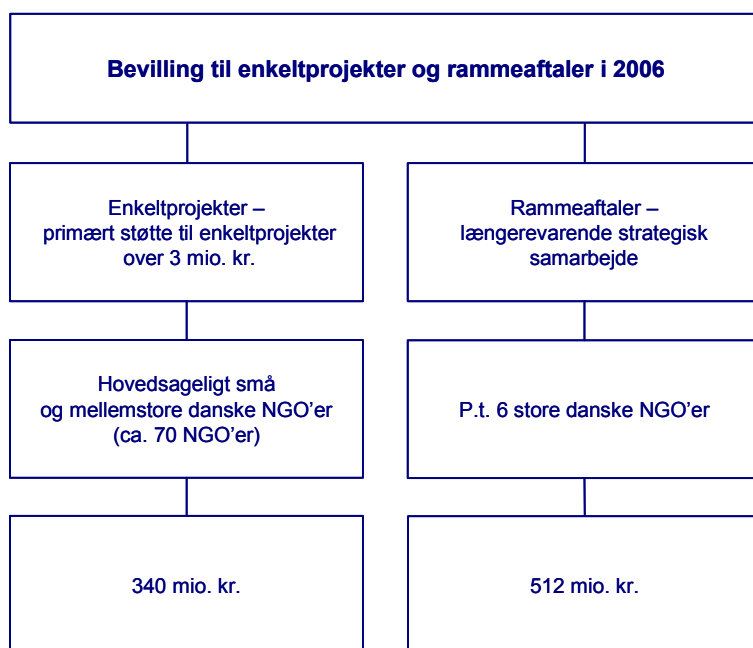 Bevilling til enkeltprojekter og rammeaftaler i 2006
Enkeltprojekter –
primært støtte til enkeltprojekter
over 3 mio. kr.
Rammeaftaler –
længerevarende strategisk
samarbejde
Hovedsageligt små
og mellemstore danske NGO’er
(ca. 70 NGO’er)
P.t. 6 store danske NGO’er
340 mio. kr.
512 mio. kr.